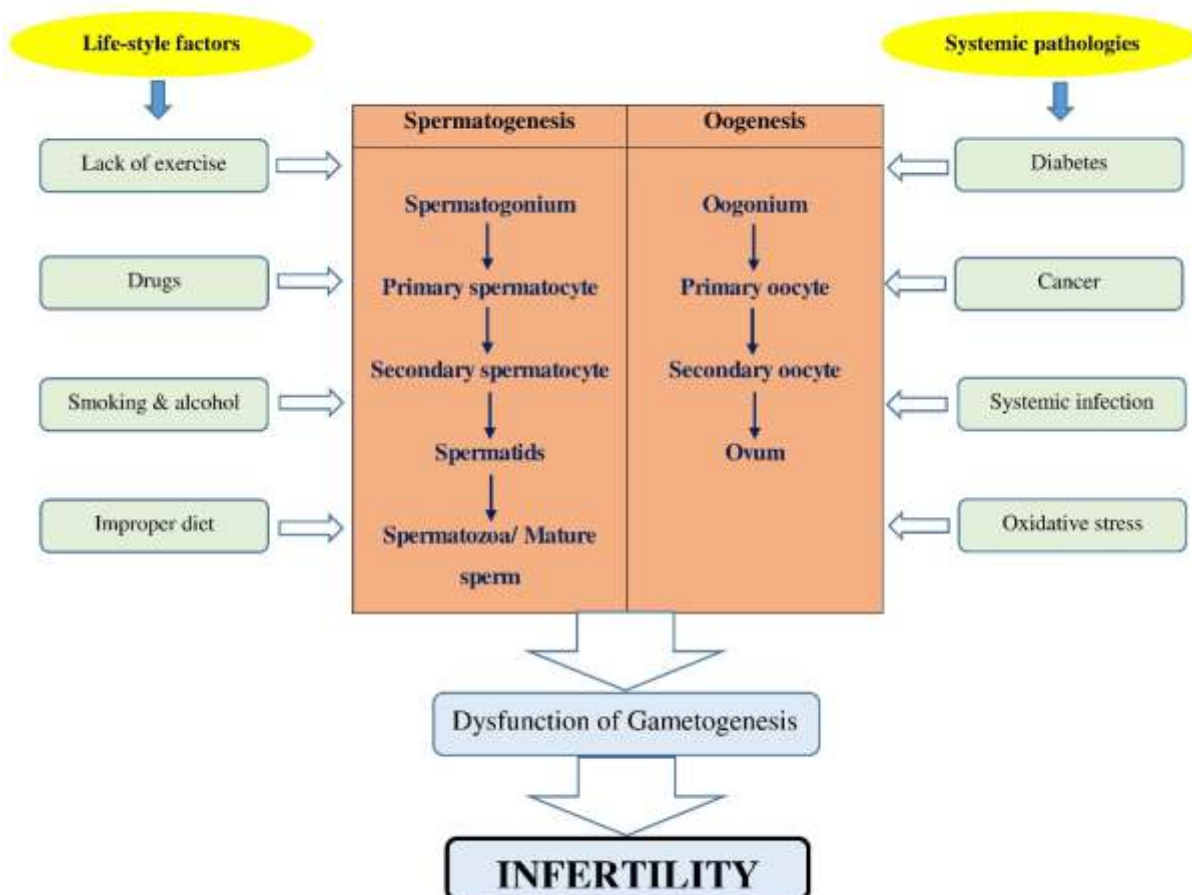 Life-style factors
Systemic pathologies
Spermatogenesis
Oogenesis
Lack of exercise
Diabetes
Spermatogonium
Oogonium
Drugs
Primary spermatocyte
Primary oocyte
Cancer
Smoking & alcohol
Secondary spermatocyte
Secondary oocyte
Systemic infection
Spermatids
Ovum
Improper diet
Spermatozoa/ Mature
sperm
Oxidative stress
Dysfunction of Gametogenesis
INFERTILITY